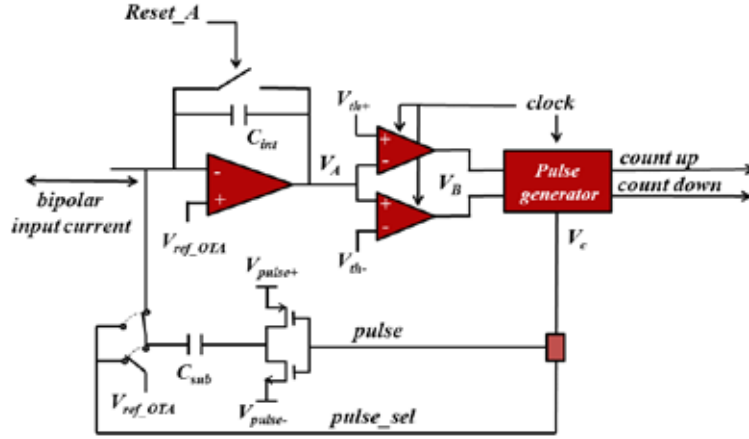 Reset_A
C_int
V_th+
clock
V_A
V_B
Pulse
generator
count up
count down
bipolar
input current
V_ref_OTA
V_th-
V_c
V_pulse+
pulse
C_sub
V_ref_OTA
V_pulse-
pulse_sel
- + + - + -